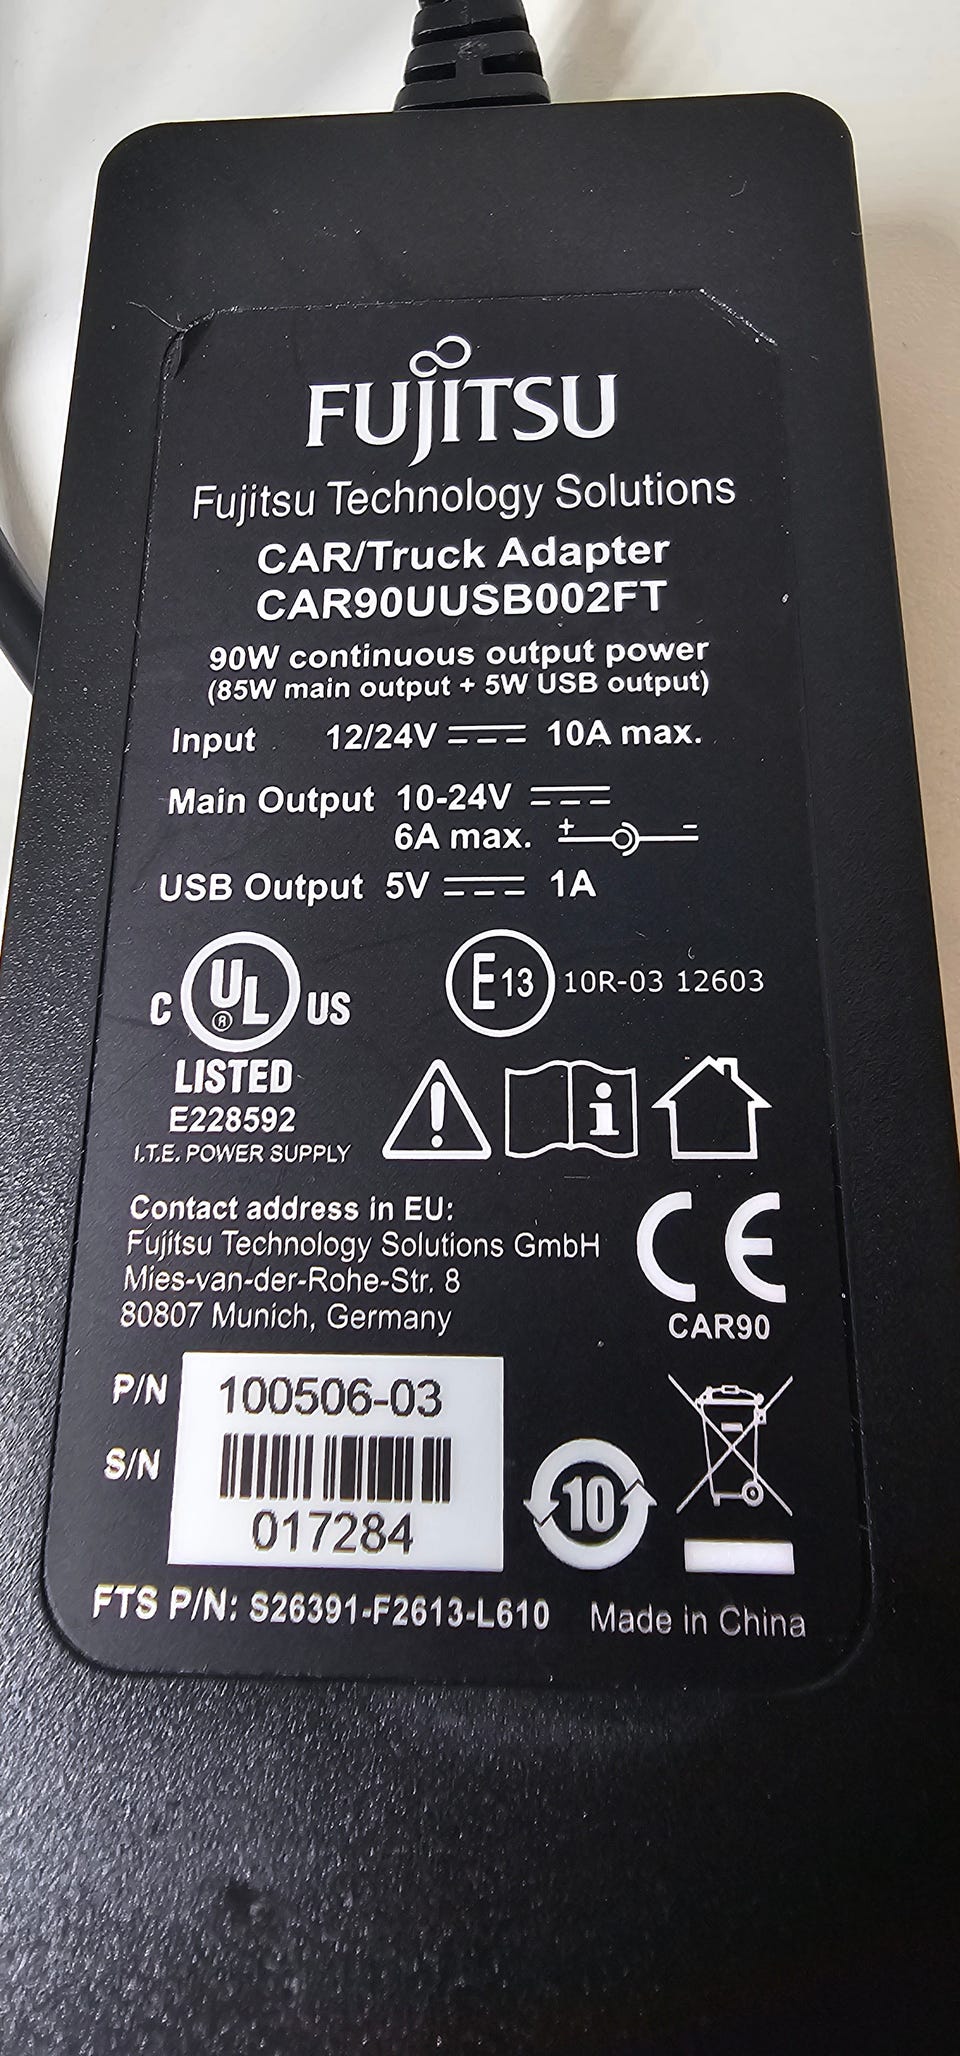 FUJITSU
Fujitsu Technology Solutions
CAR/Truck Adapter
CAR90UUSB002FT
90W continuous output power
(85W main output + 5W USB output)
Input 12/24V 10A max.
Main Output 10-24V
6A max. + -
USB Output 5V 1A
C UL® US
LISTED
E228592
I.T.E. POWER SUPPLY
E13 10R-03 12603
Contact address in EU:
Fujitsu Technology Solutions GmbH
Mies-van-der-Rohe-Str. 8
80807 Munich, Germany
CE
CAR90
P/N 100506-03
S/N
017284
10
FTS P/N: S26391-F2613-L610 Made in China